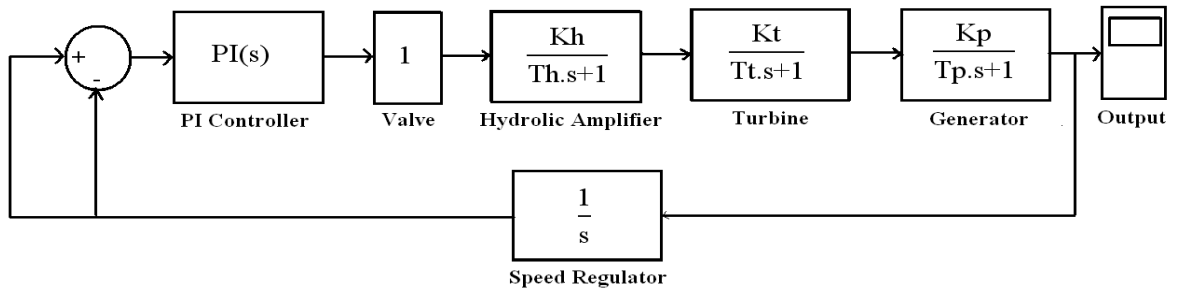 +
-
PI(s)
PI Controller
1
Valve
Kh
Th.s+1
Hydrolic Amplifier
Kt
Tt.s+1
Turbine
Kp
Tp.s+1
Generator
Output
1
s
Speed Regulator